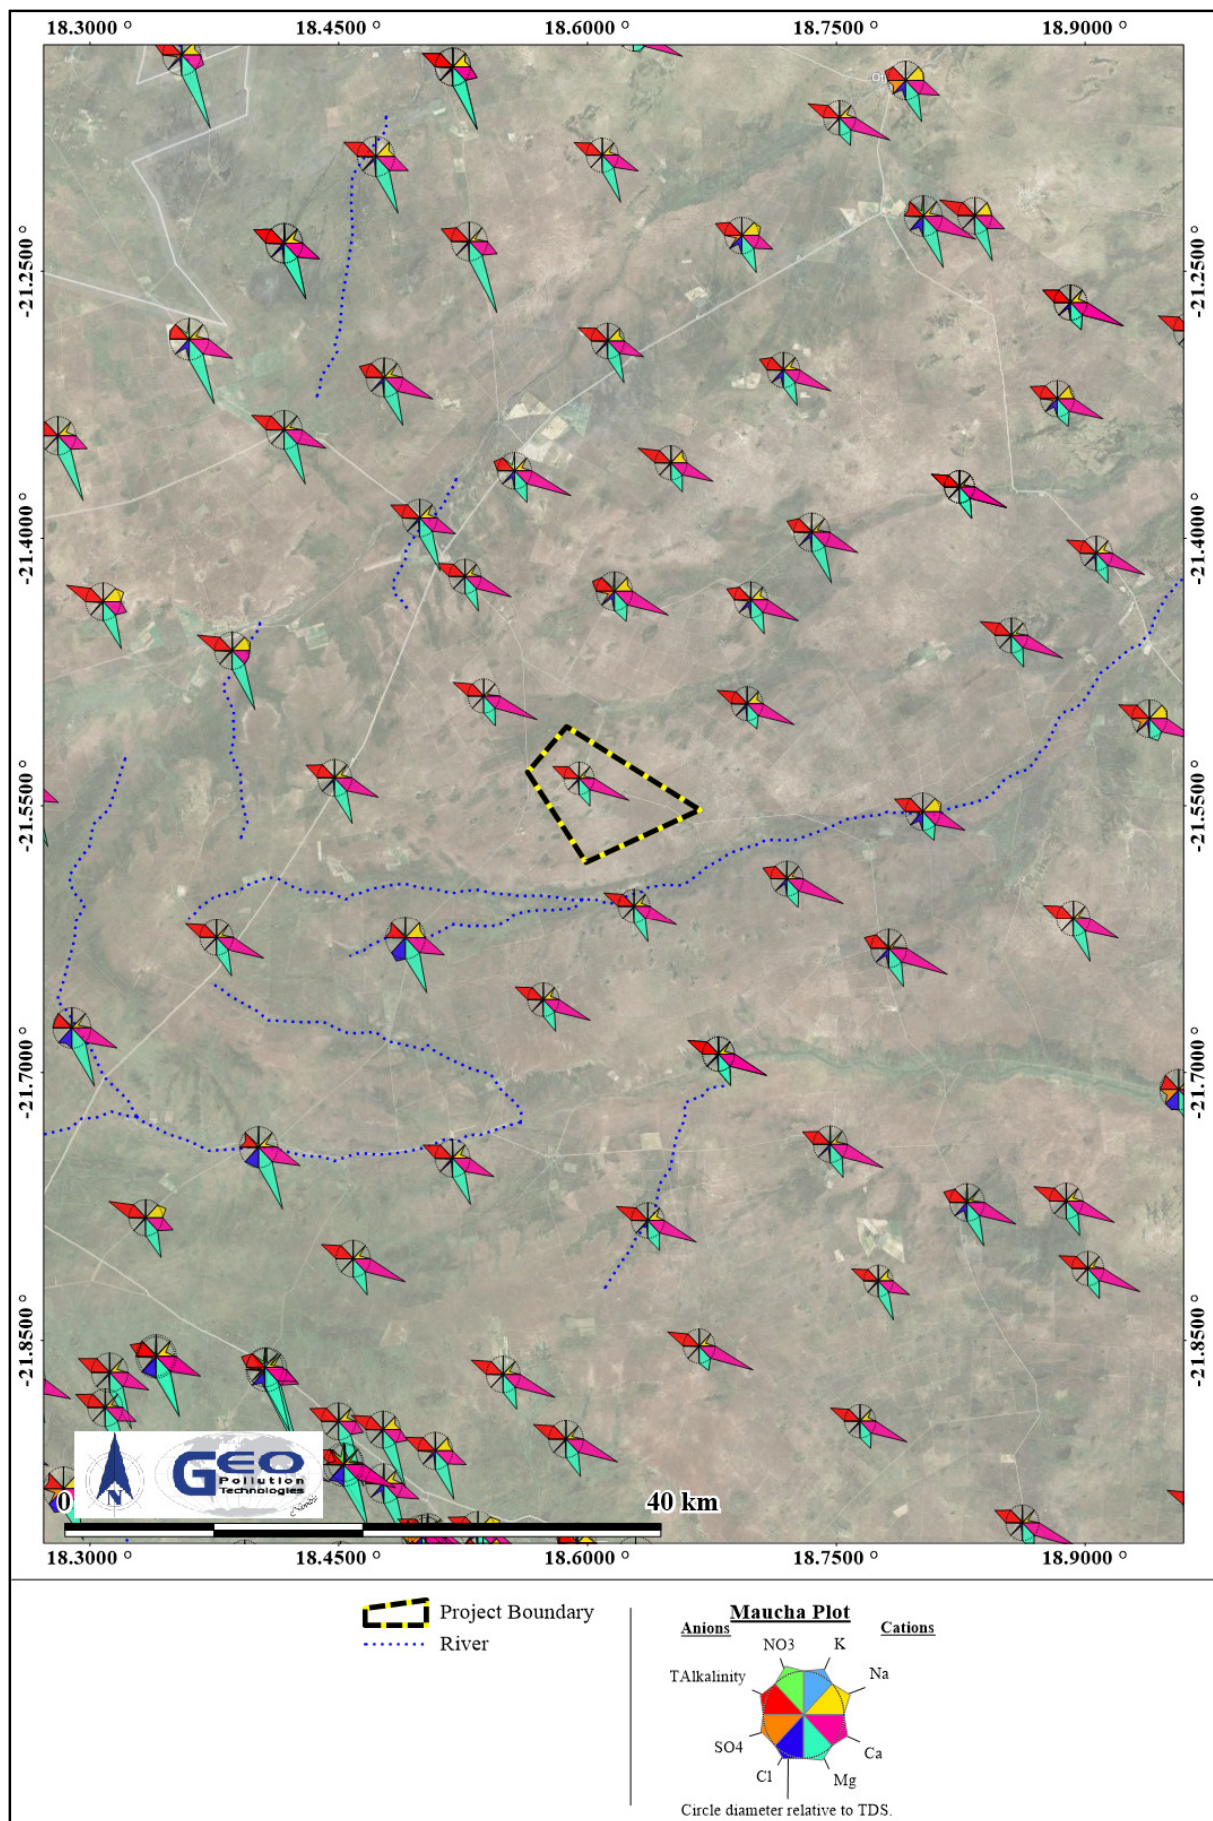 18.3000 ° 18.4500 ° 18.6000 ° 18.7500 ° 18.9000 °
-21.2500 ° -21.2500 °
-21.4000 ° -21.4000 °
-21.5500 ° -21.5500 °
-21.7000 ° -21.7000 °
-21.8500 ° -21.8500 °
N
GEO
Pollution
Technologies
0 40 km
18.3000 ° 18.4500 ° 18.6000 ° 18.7500 ° 18.9000 °
Project Boundary
River
Maucha Plot
Anions Cations
NO3 K
TAlkalinity Na
SO4 Ca
Cl Mg
Circle diameter relative to TDS.